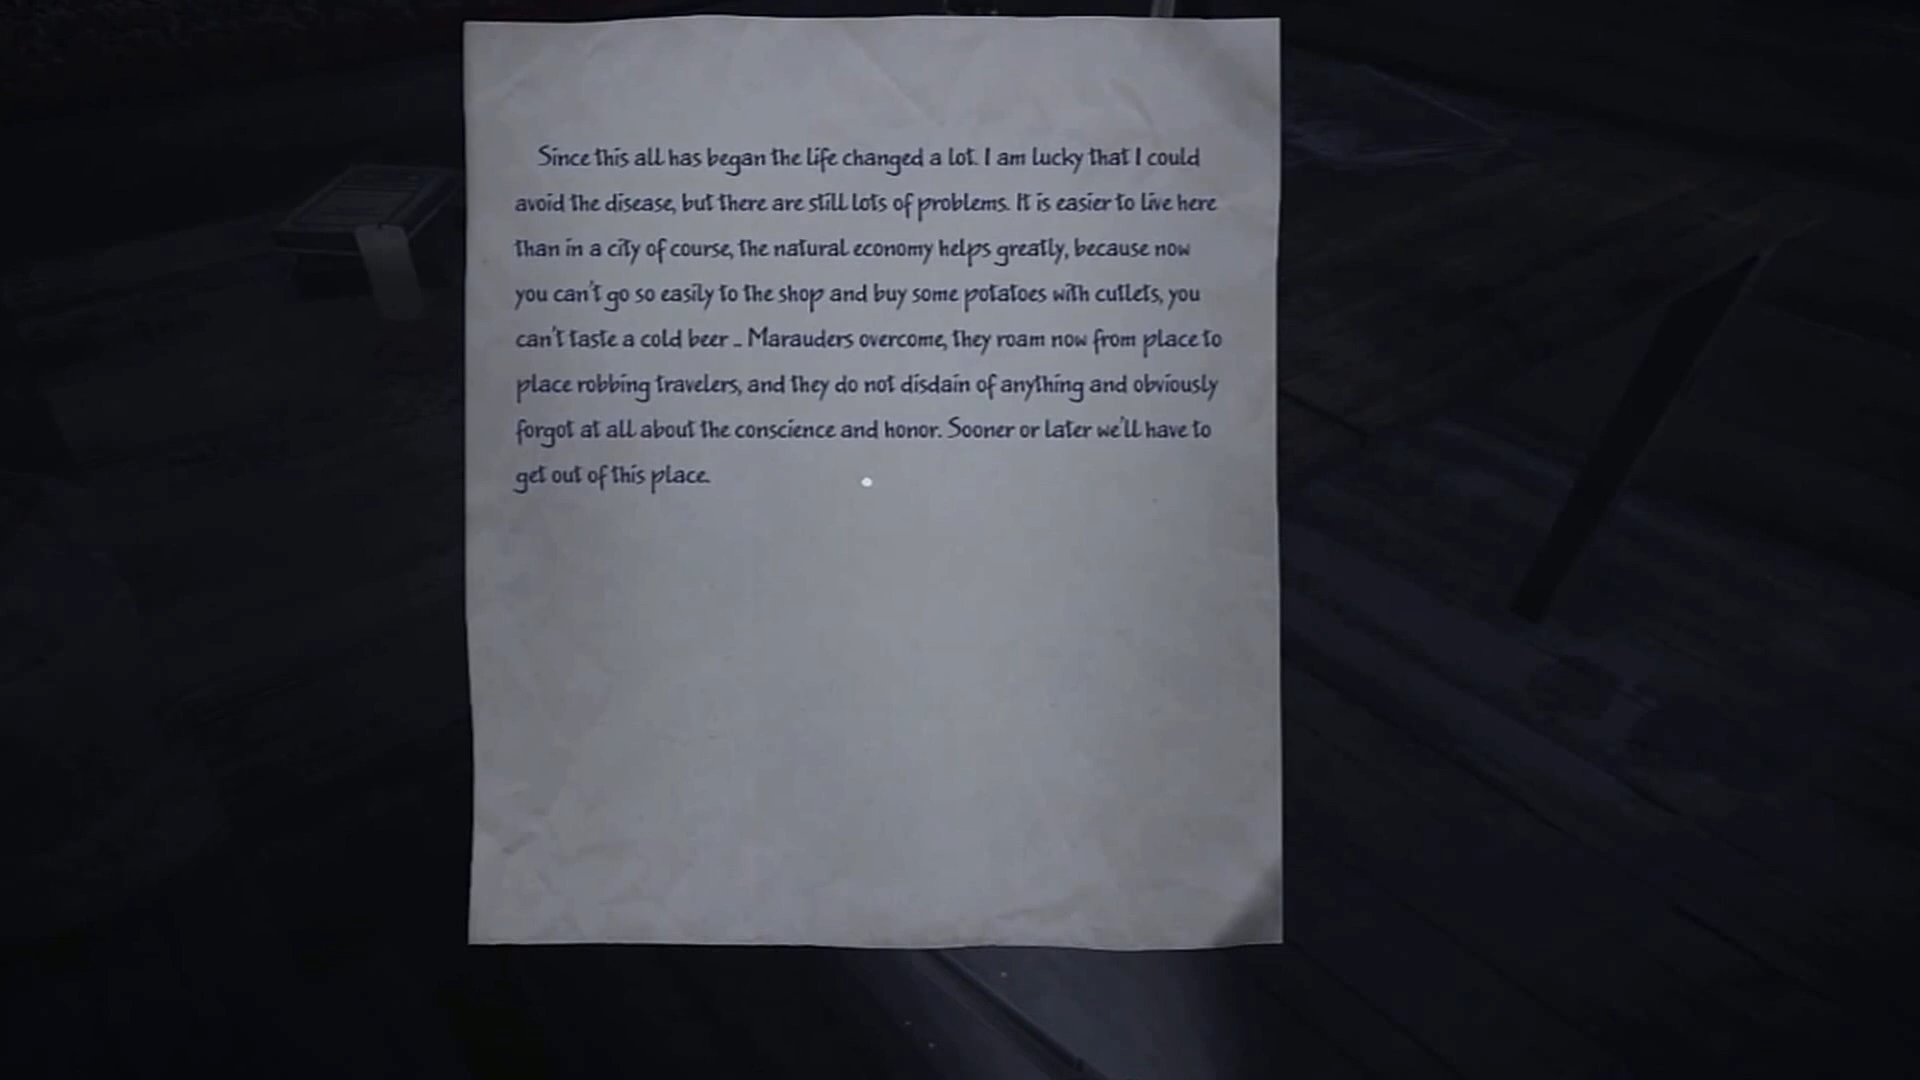 Since this all has began the life changed a lot. I am lucky that I could
avoid the disease, but there are still lots of problems. It is easier to live here
than in a city of course, the natural economy helps greatly, because now
you can't go so easily to the shop and buy some potatoes with cutlets, you
can't taste a cold beer ... Marauders overcome, they roam now from place to
place robbing travelers, and they do not disdain of anything and obviously
forgot at all about the conscience and honor. Sooner or later we'll have to
get out of this place.